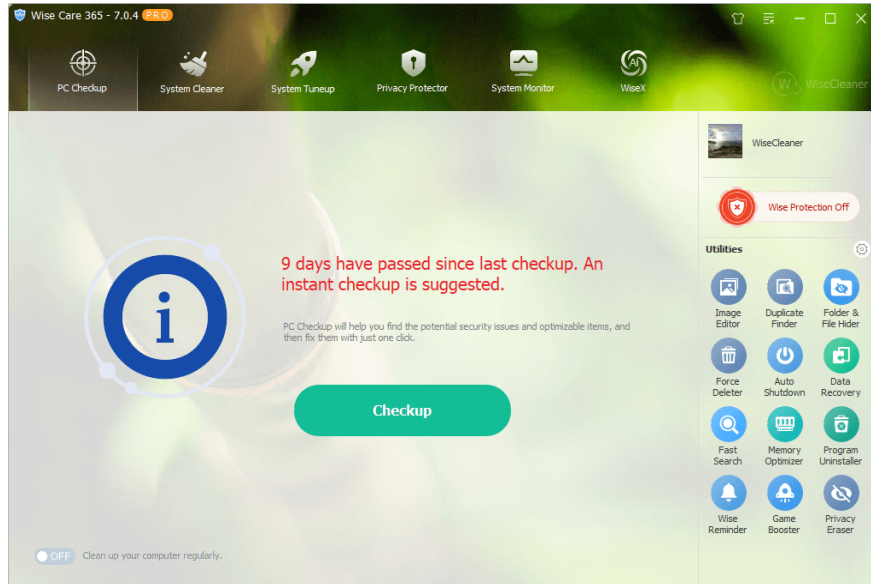 Wise Care 365 - 7.0.4 PRO
PC Checkup
System Cleaner
System Tuneup
Privacy Protector
System Monitor
Ai
WiseX
W WiseCleaner
WiseCleaner
Wise Protection Off
Utilities
9 days have passed since last checkup. An
instant checkup is suggested.
PC Checkup will help you find the potential security issues and optimizable items, and
then fix them with just one click.
Checkup
Image
Editor
Duplicate
Finder
Folder &
File Hider
Force
Deleter
Auto
Shutdown
Data
Recovery
Fast
Search
Memory
Optimizer
Program
Uninstaller
Wise
Reminder
Game
Booster
Privacy
Eraser
OFF Clean up your computer regularly.